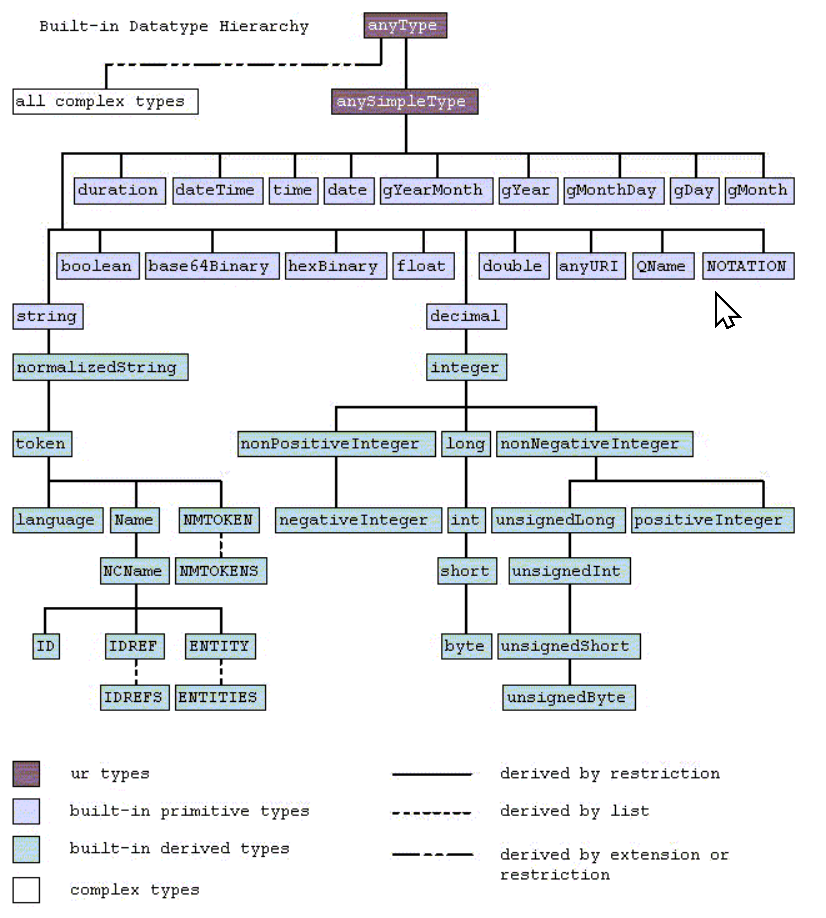 Built-in Datatype Hierarchy
anyType
all complex types
anySimpleType
duration dateTime time date gYearMonth gYear gMonthDay gDay gMonth
boolean base64Binary hexBinary float double anyURI QName NOTATION
string decimal
normalizedString integer
token nonPositiveInteger long nonNegativeInteger
language Name NMTOKEN negativeInteger int unsignedLong positiveInteger
NCName NMTOKENS short unsignedInt
ID IDREF ENTITY byte unsignedShort
IDREFS ENTITIES unsignedByte
ur types
built-in primitive types
built-in derived types
complex types
derived by restriction
derived by list
derived by extension or
restriction